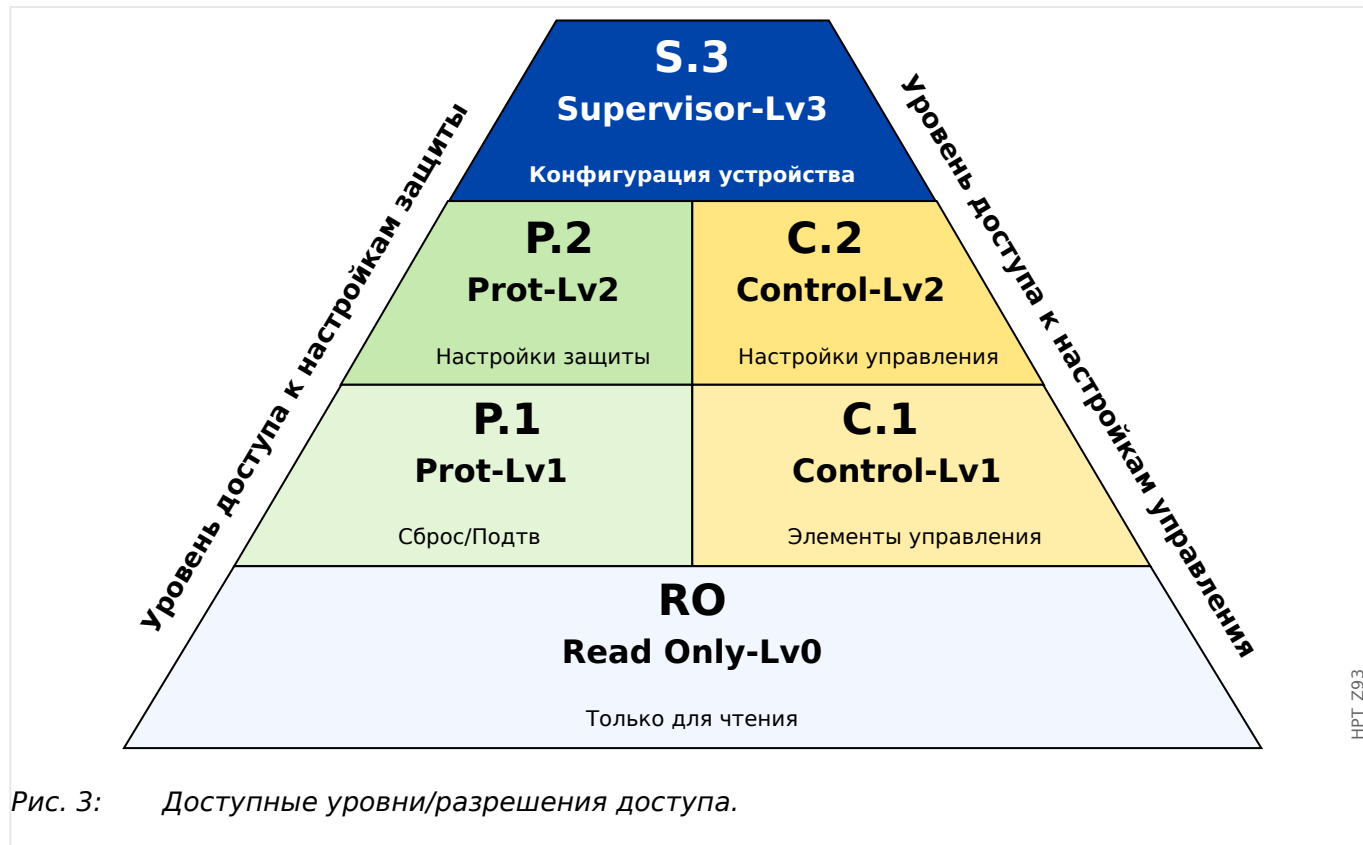 S.3
Supervisor-Lv3
Конфигурация устройства
Уровень доступа к настройкам защиты
Уровень доступа к настройкам управления
P.2
Prot-Lv2
Настройки защиты
C.2
Control-Lv2
Настройки управления
P.1
Prot-Lv1
Сброс/Подтв
C.1
Control-Lv1
Элементы управления
RO
Read Only-Lv0
Только для чтения
HPT_Z93
Рис. 3: Доступные уровни/разрешения доступа.